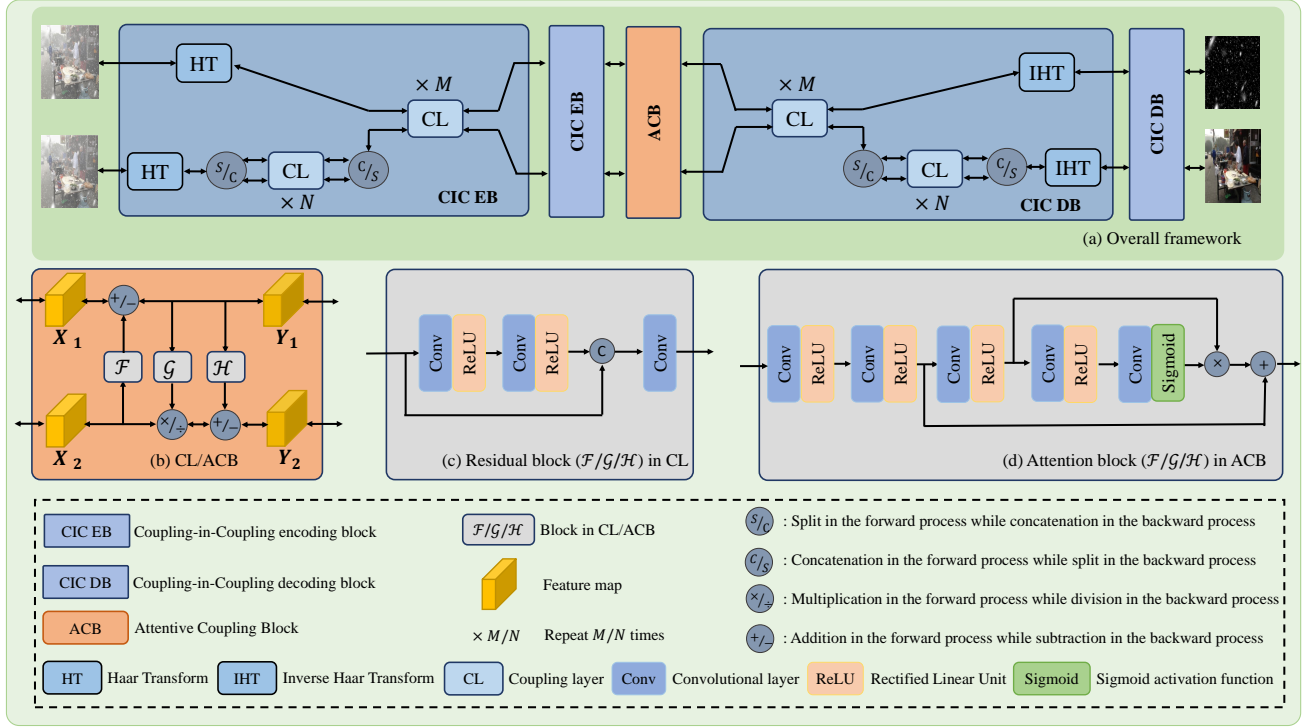 HT
× M
CL
HT
S/C
CL
C/S
× N
CIC EB
CIC EB
ACB
× M
CL
IHT
S/C
CL
C/S
IHT
× N
CIC DB
CIC DB
(a) Overall framework
X 1
+/−
Y1
F
G
H
X 2
×/÷
+/−
Y2
(b) CL/ACB
Conv
ReLU
Conv
ReLU
C
Conv
(c) Residual block (ℱ/𝒢/ℋ) in CL
Conv
ReLU
Conv
ReLU
Conv
ReLU
Conv
ReLU
Conv
Sigmoid
×
+
(d) Attention block (ℱ/𝒢/ℋ) in ACB
CIC EB Coupling-in-Coupling encoding block
CIC DB Coupling-in-Coupling decoding block
ACB Attentive Coupling Block
ℱ/𝒢/ℋ Block in CL/ACB
Feature map
× M/N Repeat M/N times
S/C : Split in the forward process while concatenation in the backward process
C/S : Concatenation in the forward process while split in the backward process
×/÷ : Multiplication in the forward process while division in the backward process
+/− : Addition in the forward process while subtraction in the backward process
HT Haar Transform IHT Inverse Haar Transform CL Coupling layer Conv Convolutional layer ReLU Rectified Linear Unit Sigmoid Sigmoid activation function